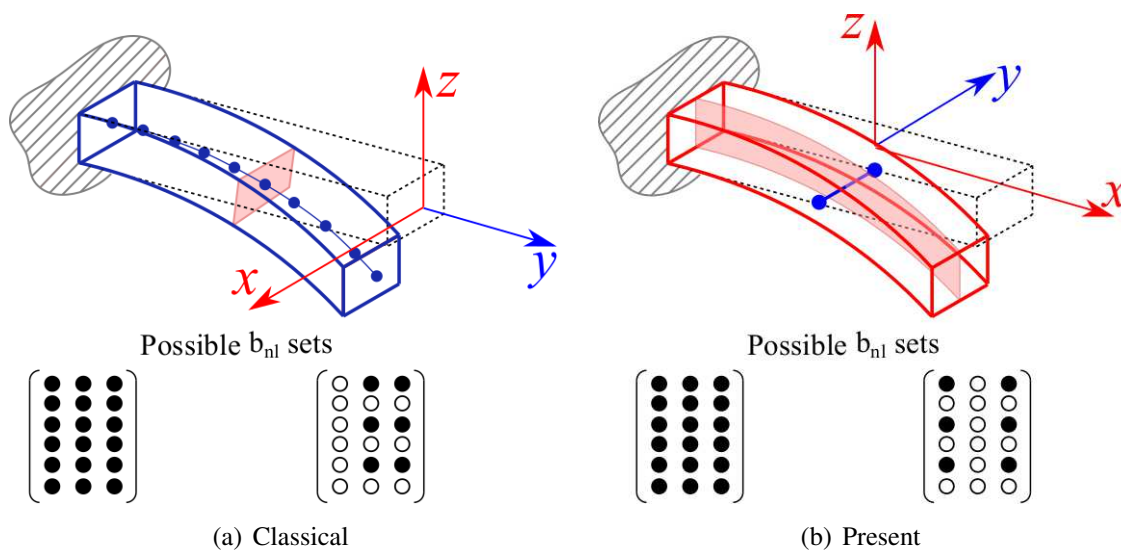 z
x
y
Possible b_nl sets
(a) Classical
z
y
x
Possible b_nl sets
(b) Present